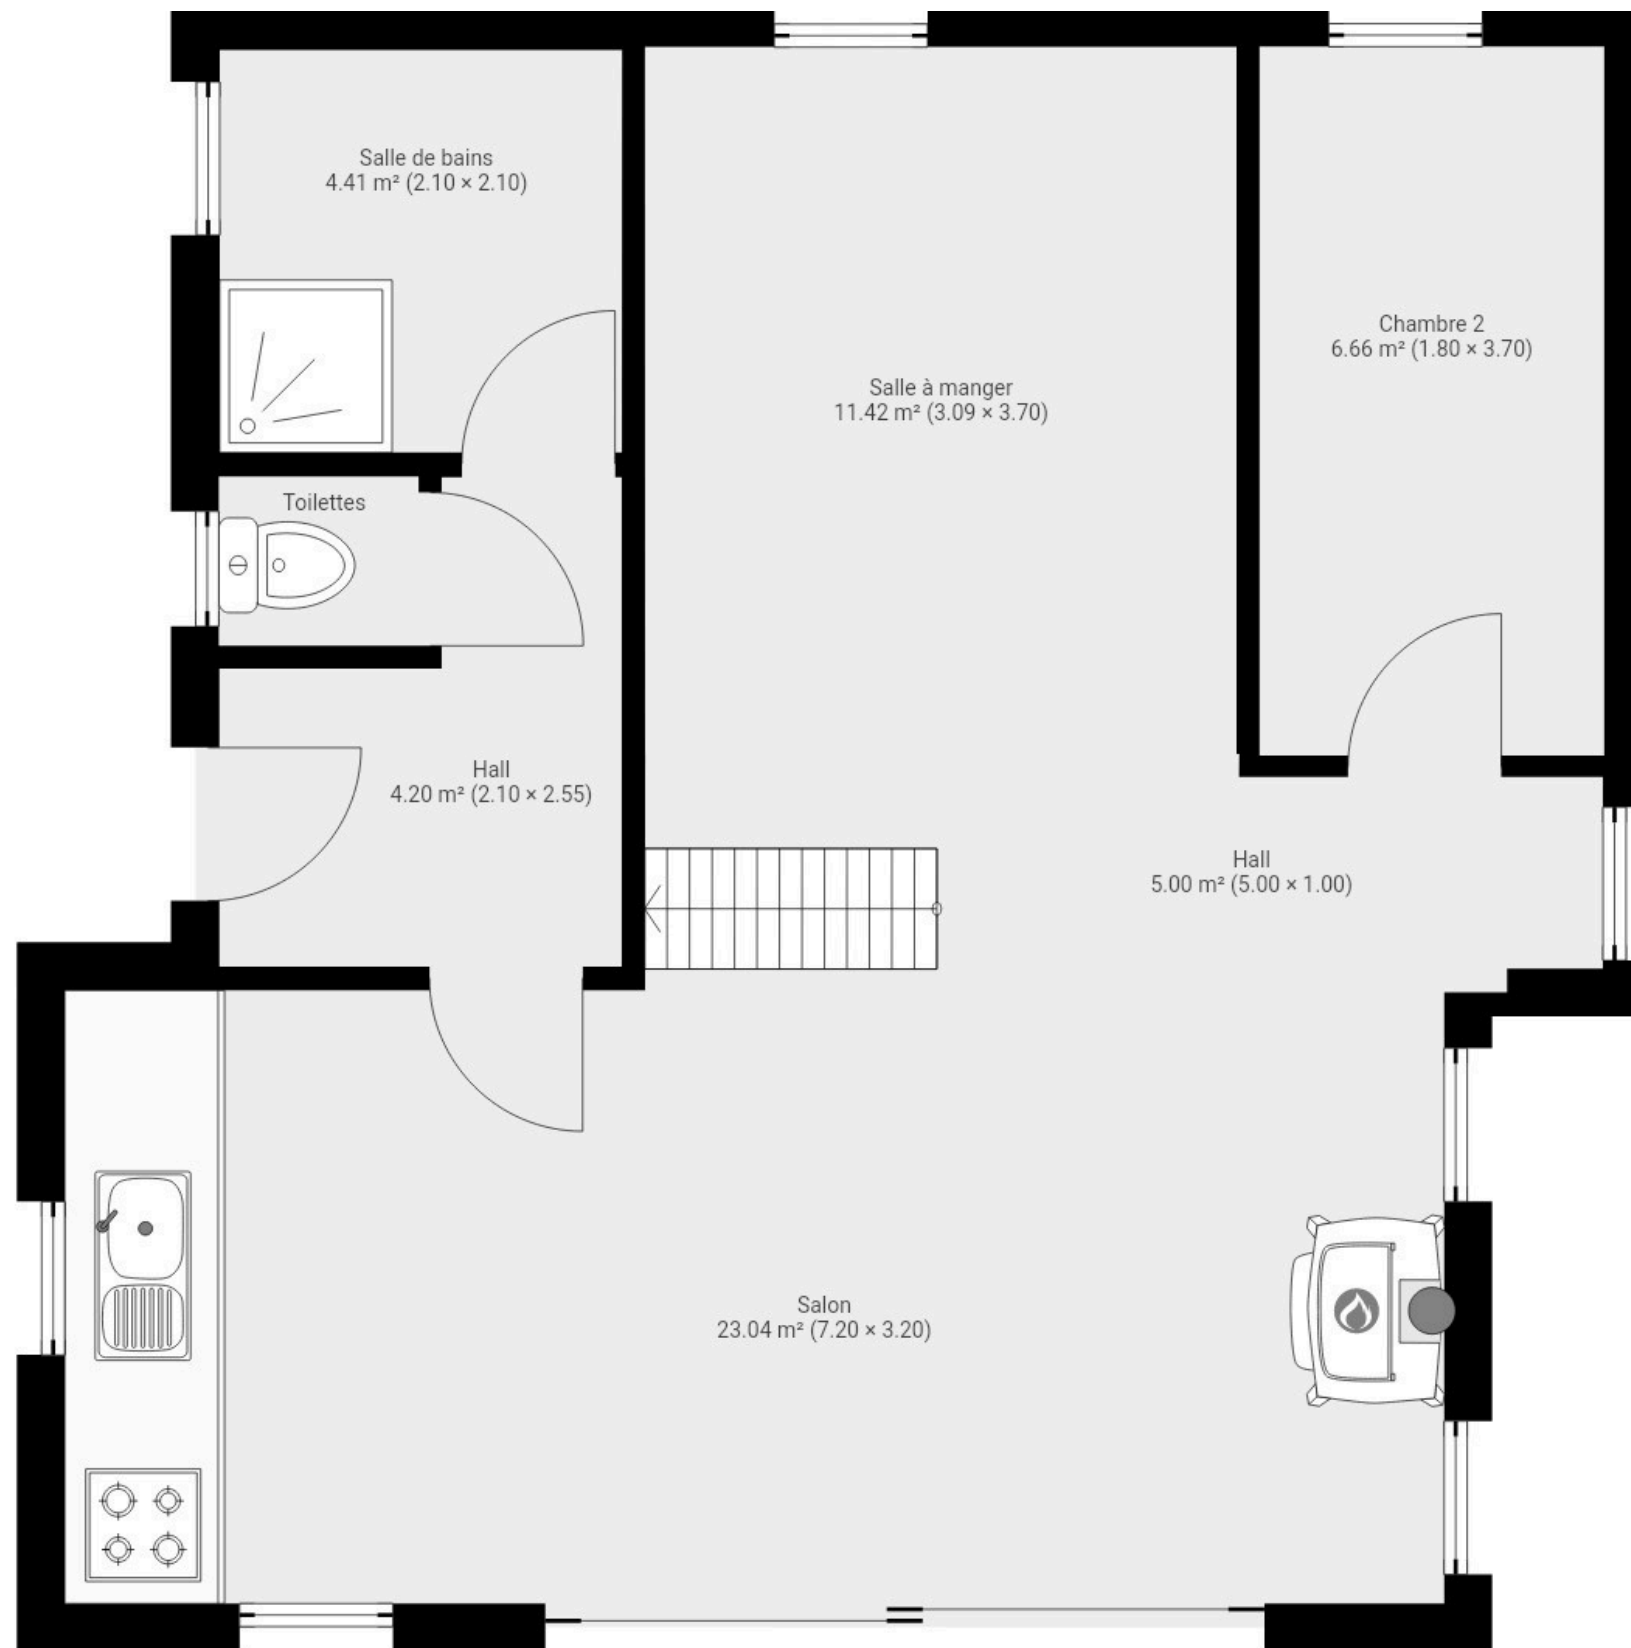 Salle de bains
4.41 m² (2.10 × 2.10)
Toilettes
Hall
4.20 m² (2.10 × 2.55)
Salle à manger
11.42 m² (3.09 × 3.70)
Chambre 2
6.66 m² (1.80 × 3.70)
Hall
5.00 m² (5.00 × 1.00)
Salon
23.04 m² (7.20 × 3.20)